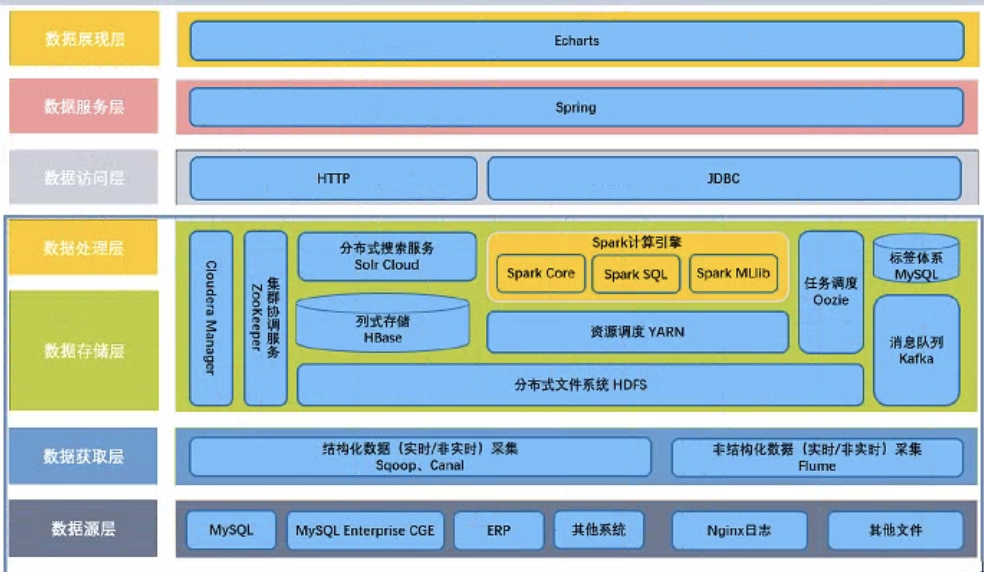 数据展现层
Echarts
数据服务层
Spring
数据访问层
HTTP
JDBC
数据处理层
数据存储层
Cloudera Manager
集群协调服务
ZooKeeper
分布式搜索服务
Solr Cloud
列式存储
HBase
Spark计算引擎
Spark Core
Spark SQL
Spark MLlib
资源调度 YARN
任务调度
Oozie
分布式文件系统 HDFS
标签体系
MySQL
消息队列
Kafka
数据获取层
结构化数据（实时/非实时）采集
Sqoop、Canal
非结构化数据（实时/非实时）采集
Flume
数据源层
MySQL
MySQL Enterprise CGE
ERP
其他系统
Nginx日志
其他文件